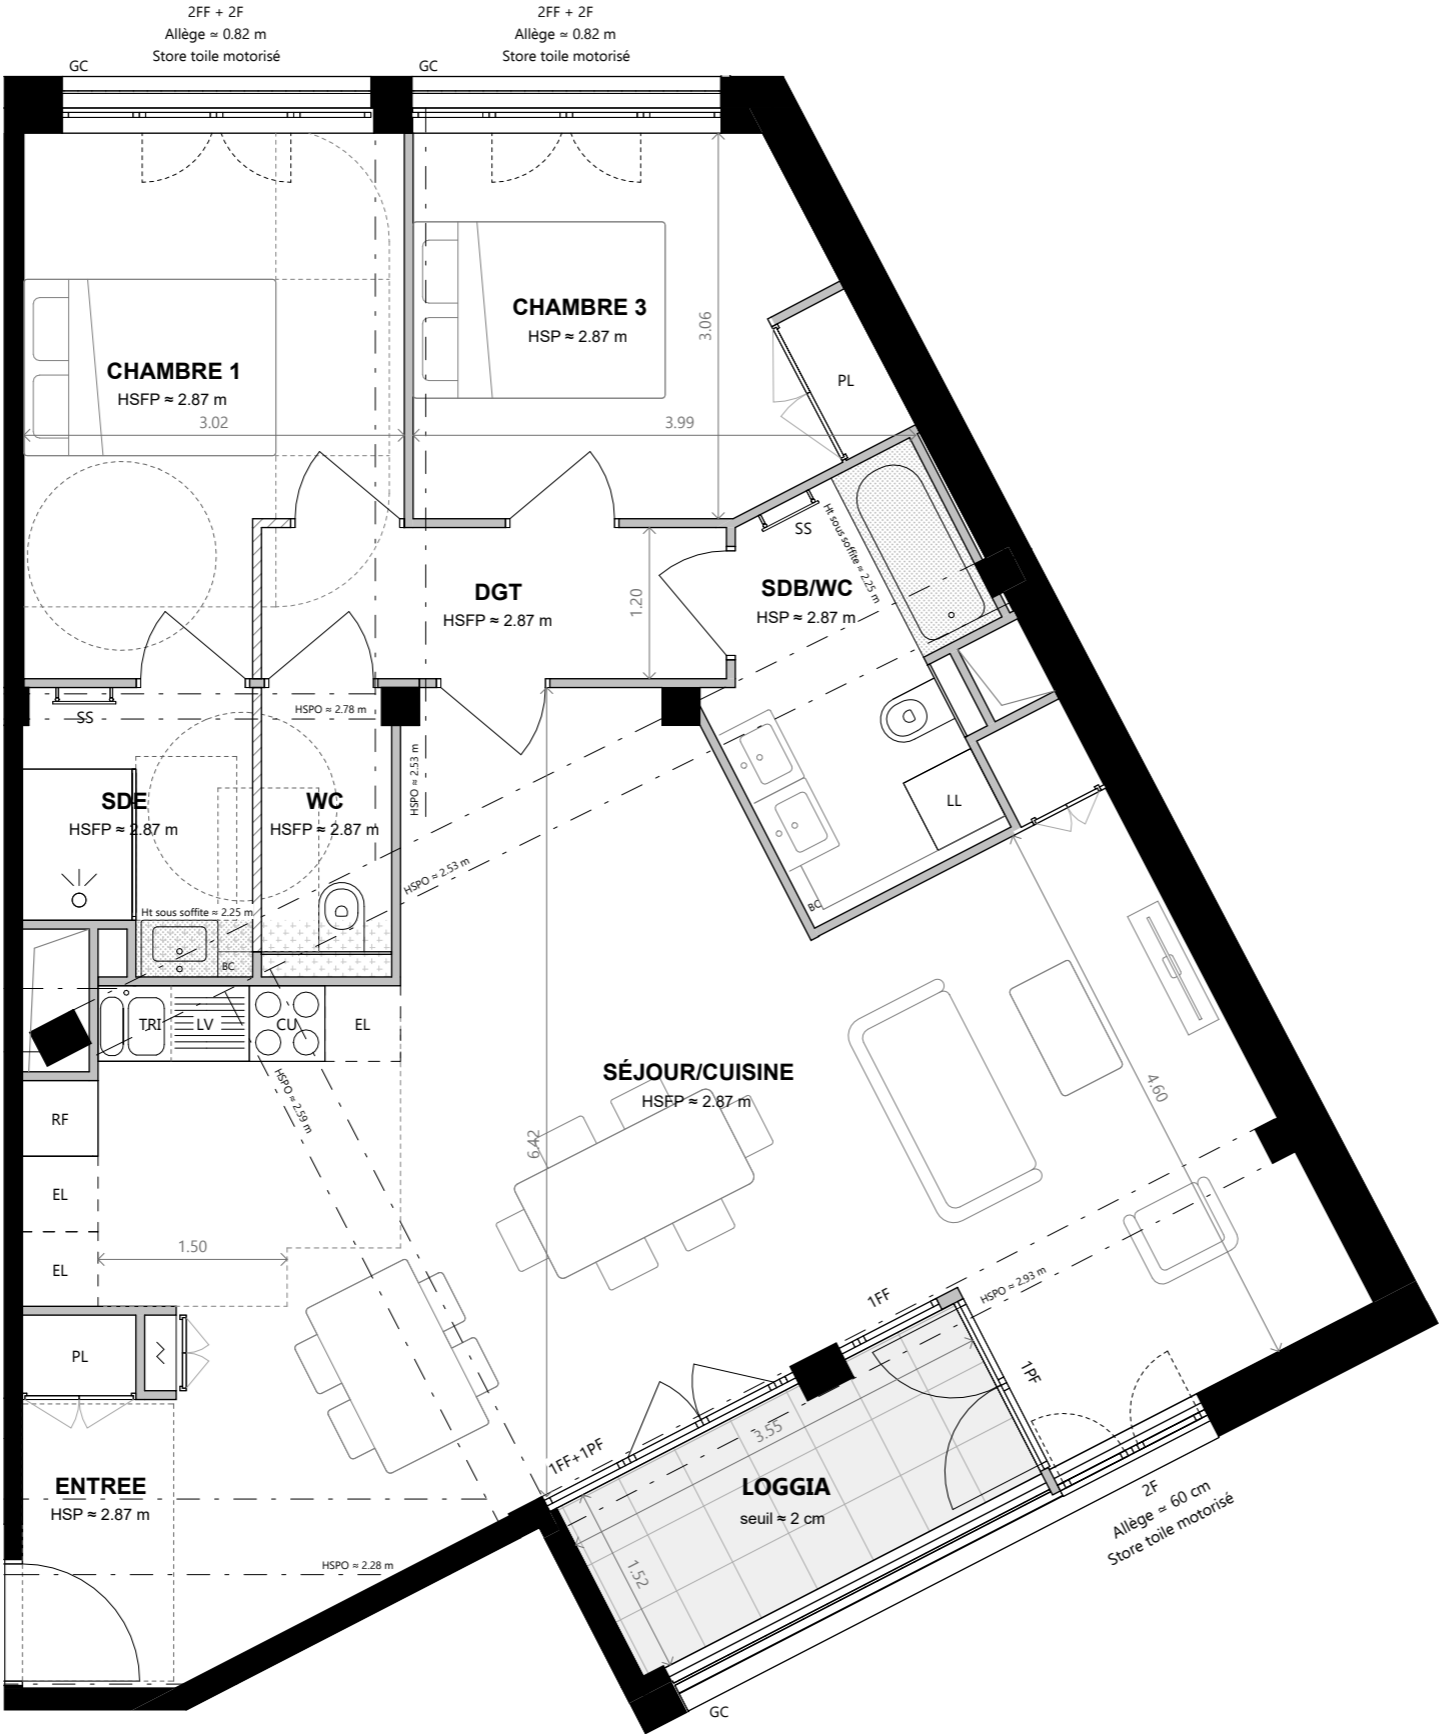 2FF + 2F
Allège ≃ 0.82 m
Store toile motorisé
GC
2FF + 2F
Allège ≃ 0.82 m
Store toile motorisé
GC
CHAMBRE 1
HSFP ≈ 2.87 m
3.02
CHAMBRE 3
HSP ≈ 2.87 m
3.06
3.99
PL
SS
Ht sous soffite ≃ 2.25 m
DGT
HSFP ≈ 2.87 m
1.20
SDB/WC
HSP ≈ 2.87 m
SS
HSPO ≃ 2.78 m
HSPO ≃ 2.53 m
SDE
HSFP ≈ 2.87 m
WC
HSFP ≈ 2.87 m
LL
HSPO ≃ 2.53 m
BC
Ht sous soffite ≃ 2.25 m
BC
TRI
LV
CU
EL
HSPO ≃ 2.59 m
SÉJOUR/CUISINE
HSFP ≈ 2.87 m
6.42
4.60
RF
EL
EL
1.50
PL
1FF
HSPO ≃ 2.93 m
1PF
1FF+1PF
3.55
ENTREE
HSP ≈ 2.87 m
LOGGIA
seuil ≈ 2 cm
2F
Allège ≃ 60 cm
Store toile motorisé
HSPO ≃ 2.28 m
1.52
GC